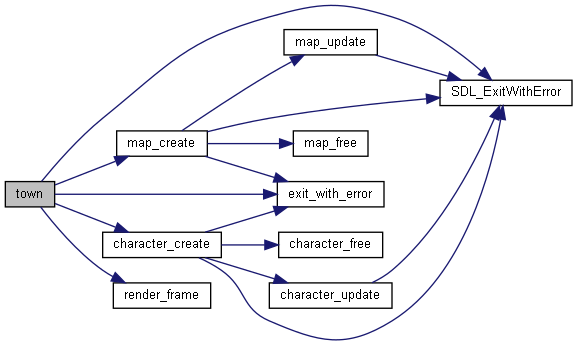 map_update
SDL_ExitWithError
map_create
map_free
town
exit_with_error
character_create
character_free
render_frame
character_update